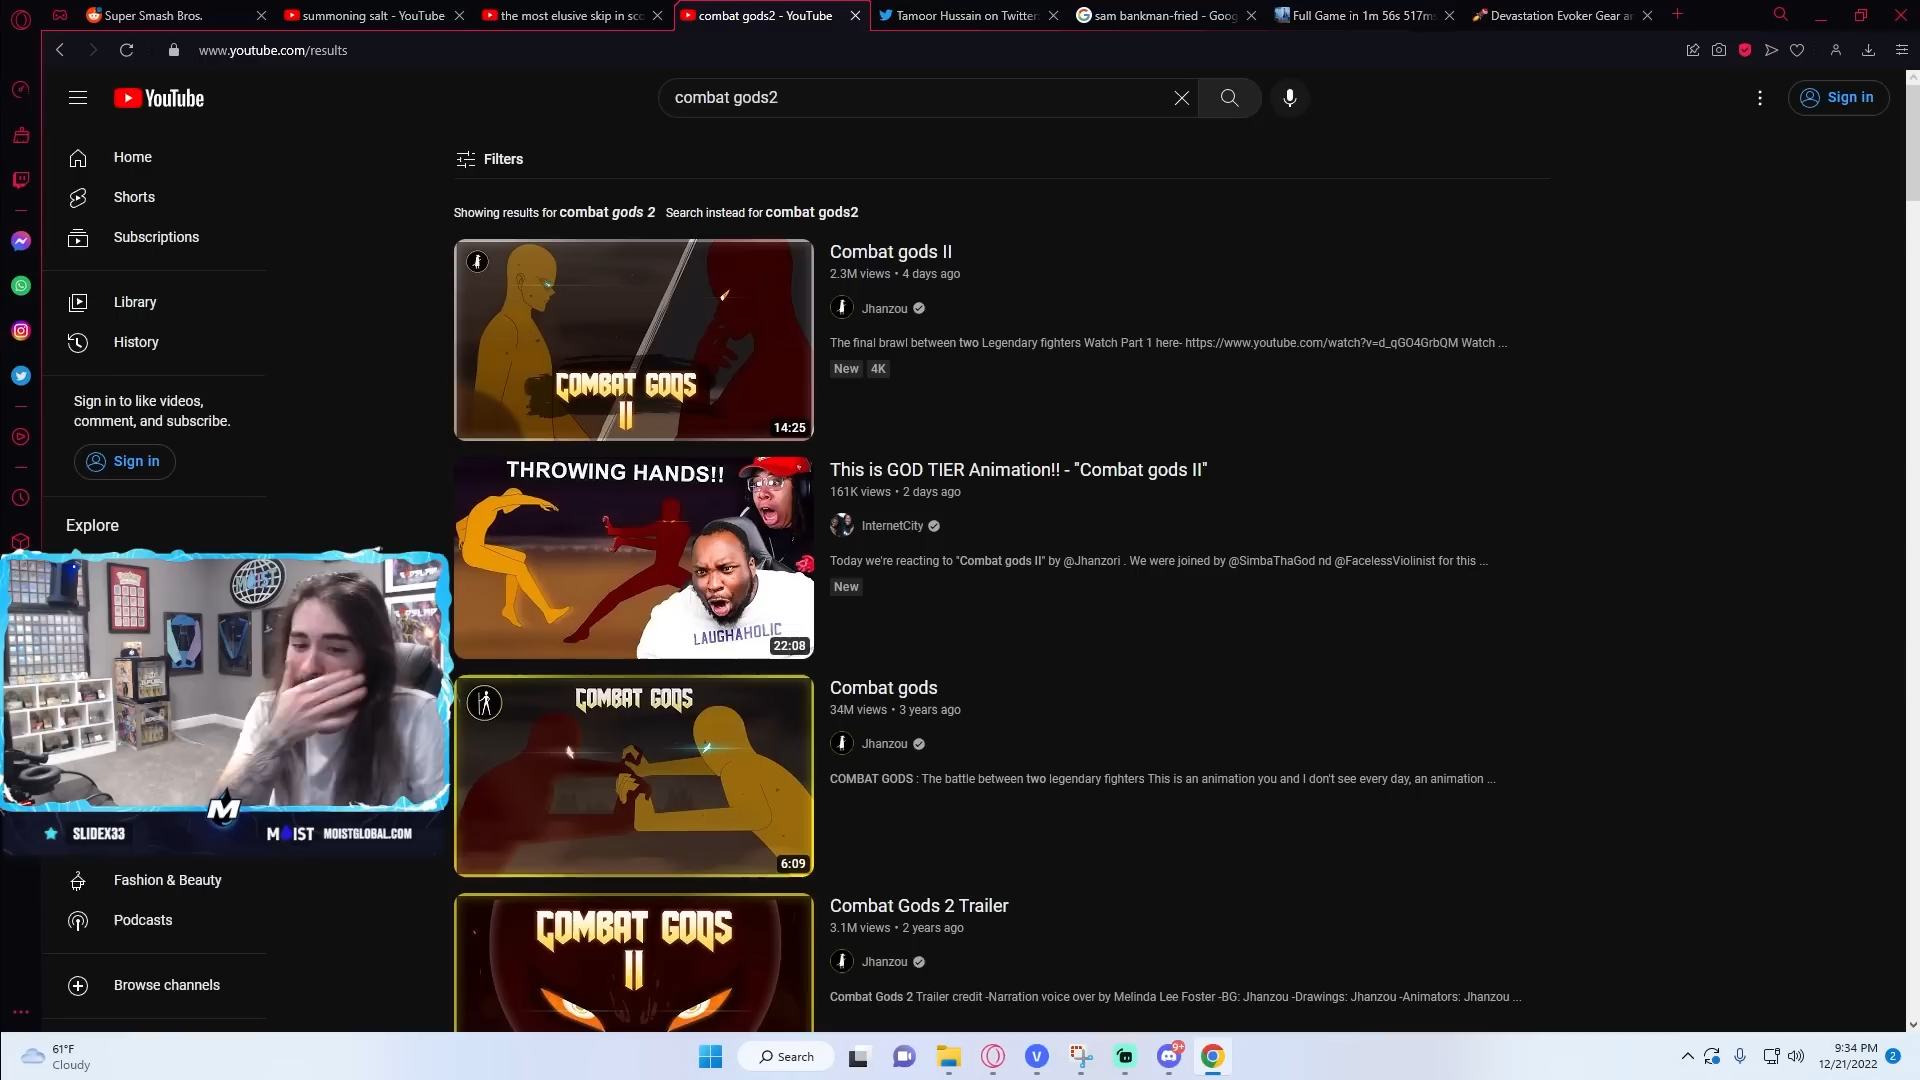 Super Smash Bros.
summoning salt - YouTube
the most elusive skip in sco
combat gods2 - YouTube
Tamoor Hussain on Twitter:
sam bankman-fried - Goog
Full Game in 1m 56s 517ms
Devastation Evoker Gear an
www.youtube.com/results
YouTube
combat gods2
Sign in
Home
Shorts
Subscriptions
Library
History
Sign in to like videos,
comment, and subscribe.
Sign in
Explore
Fashion & Beauty
Podcasts
Browse channels
Filters
Showing results for combat gods 2 Search instead for combat gods2
COMBAT GODS
II
14:25
Combat gods II
2.3M views • 4 days ago
Jhanzou
The final brawl between two Legendary fighters Watch Part 1 here- https://www.youtube.com/watch?v=d_qGO4GrbQM Watch ...
New 4K
THROWING HANDS!!
LAUGHAHOLIC
22:08
This is GOD TIER Animation!! - "Combat gods II"
161K views • 2 days ago
InternetCity
Today we're reacting to "Combat gods II" by @Jhanzori . We were joined by @SimbaThaGod nd @FacelessViolinist for this ...
New
COMBAT GODS
6:09
Combat gods
34M views • 3 years ago
Jhanzou
COMBAT GODS : The battle between two legendary fighters This is an animation you and I don't see every day, an animation ...
COMBAT GODS
II
Combat Gods 2 Trailer
3.1M views • 2 years ago
Jhanzou
Combat Gods 2 Trailer credit -Narration voice over by Melinda Lee Foster -BG: Jhanzou -Drawings: Jhanzou -Animators: Jhanzou ...
M
SLIDEX33
MOIST MOISTGLOBAL.COM
61°F
Cloudy
Search
V
9+
9:34 PM
12/21/2022
2